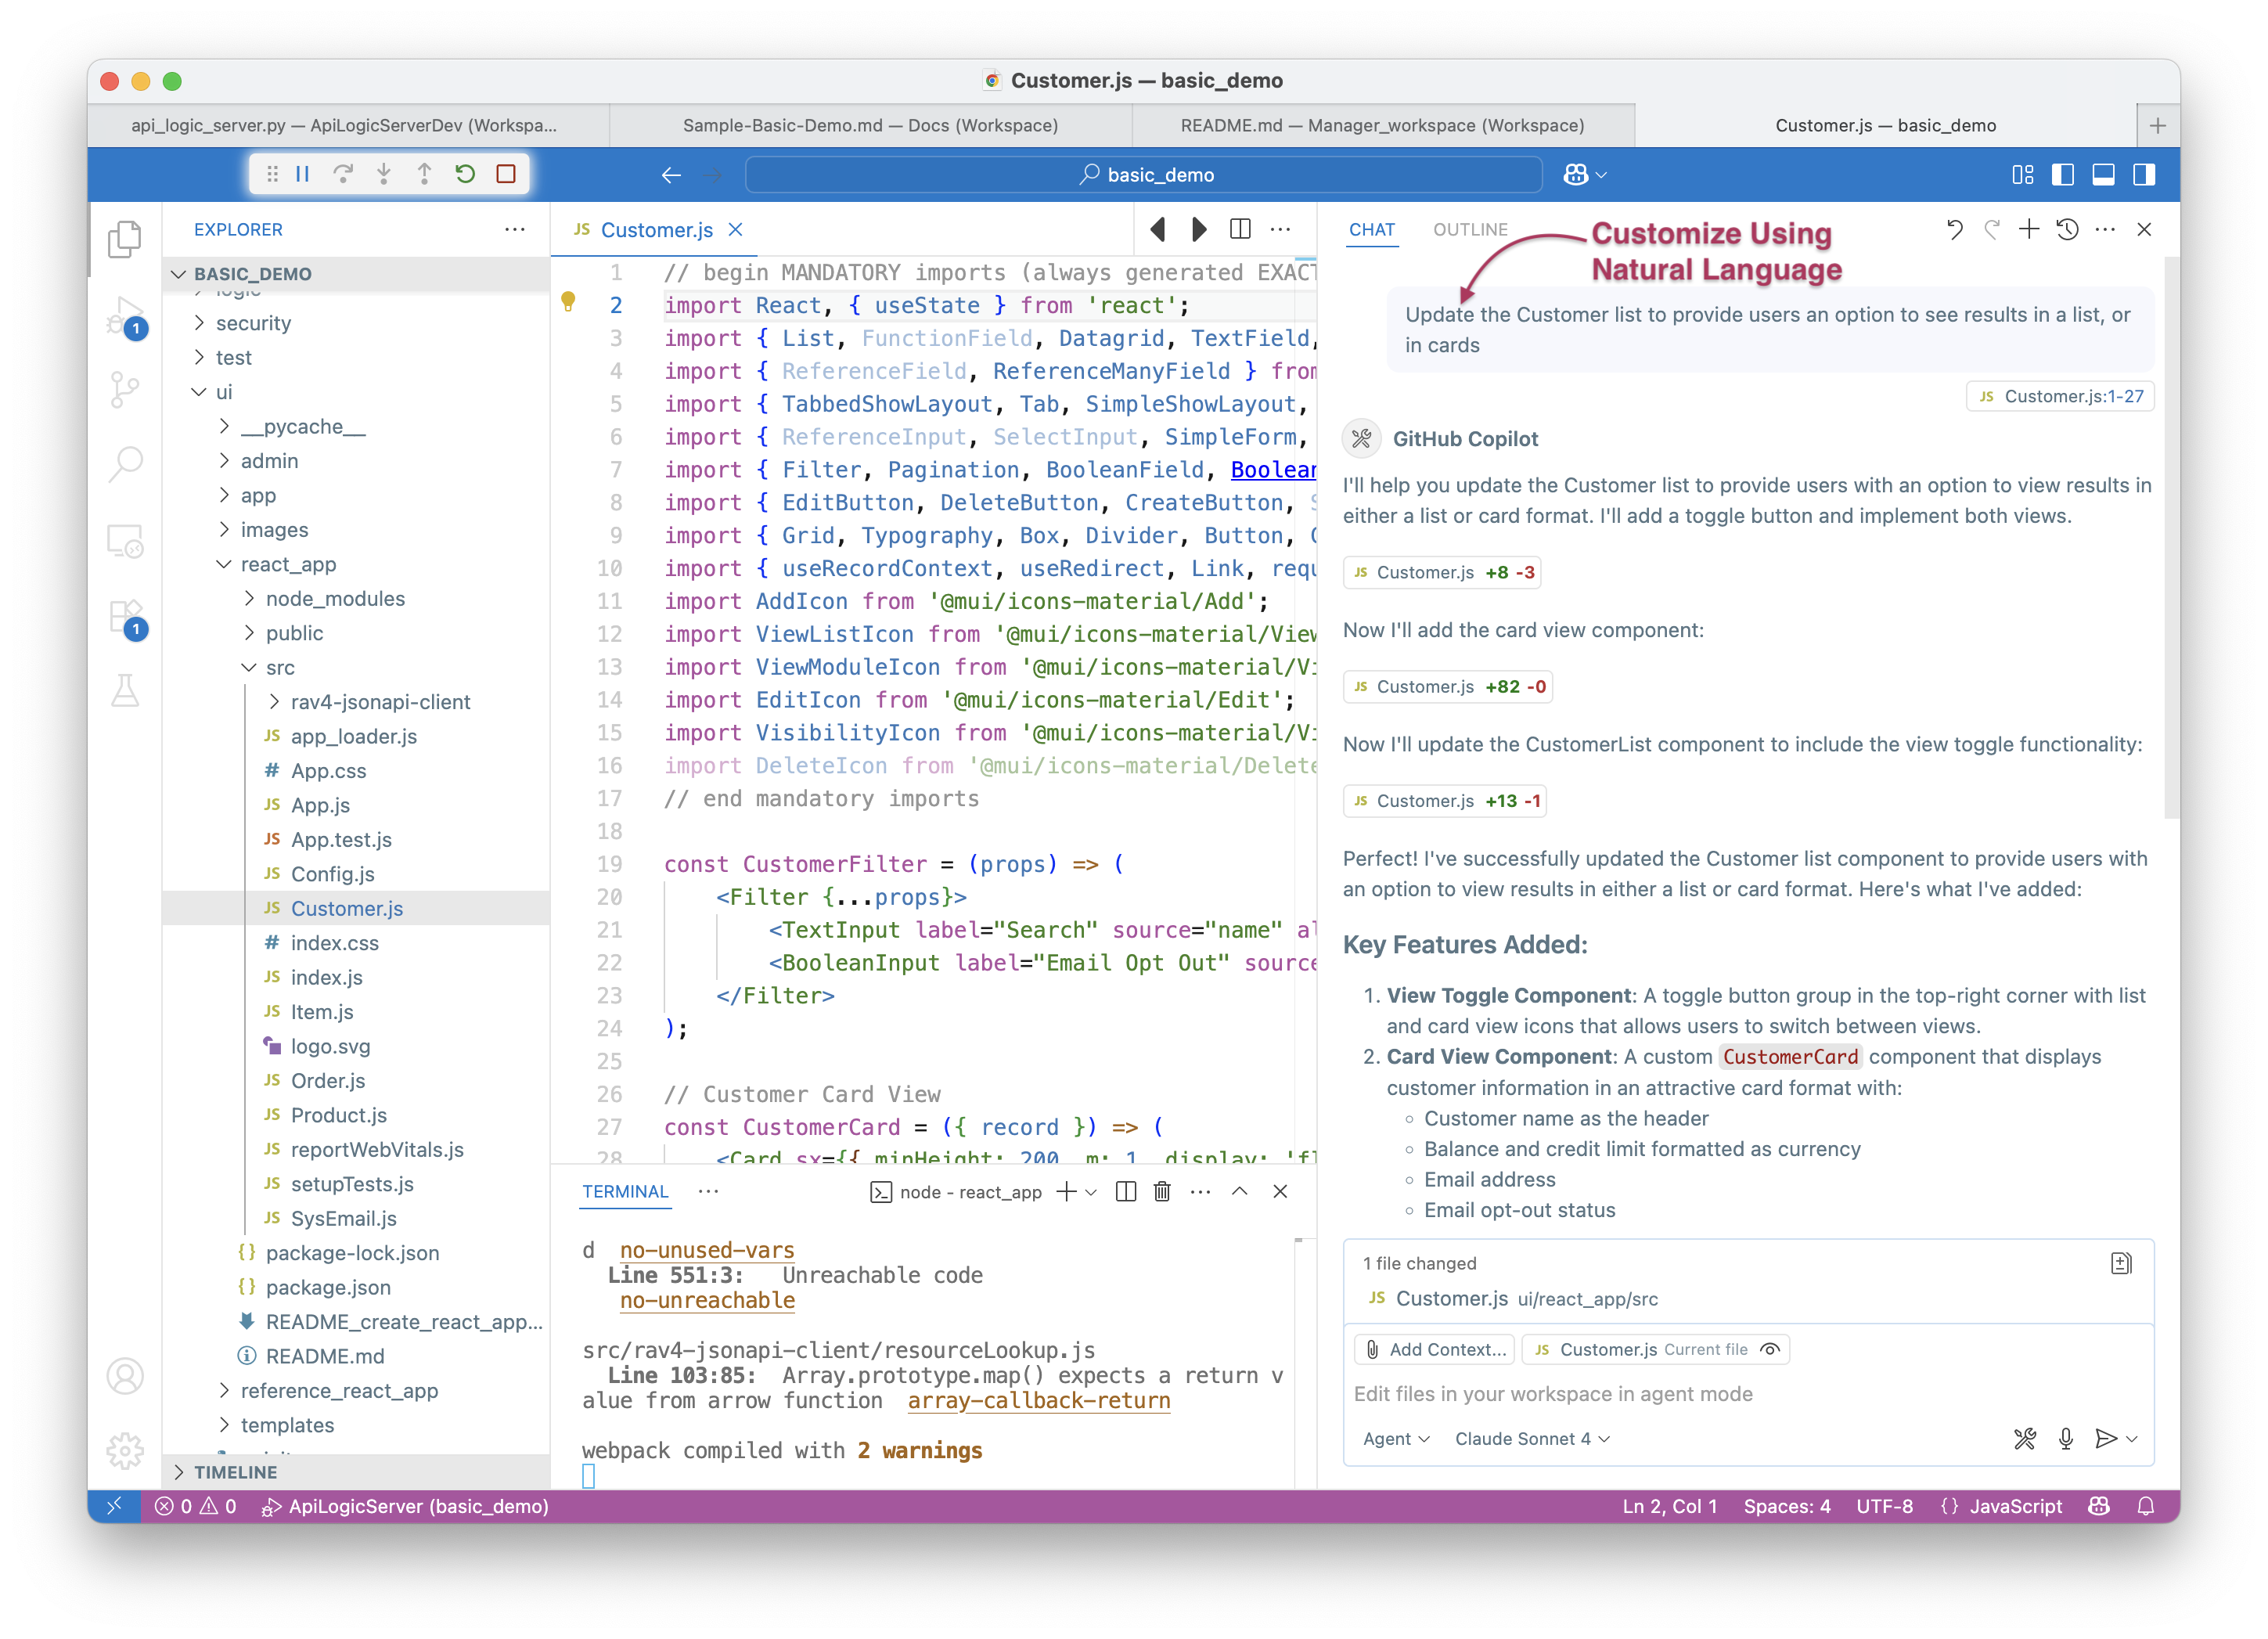 Customer.js — basic_demo
api_logic_server.py — ApiLogicServerDev (Workspa...
Sample-Basic-Demo.md — Docs (Workspace)
README.md — Manager_workspace (Workspace)
Customer.js — basic_demo
basic_demo
EXPLORER
BASIC_DEMO
logic
security
test
ui
__pycache__
admin
app
images
react_app
node_modules
public
src
rav4-jsonapi-client
JS app_loader.js
# App.css
JS App.js
JS App.test.js
JS Config.js
JS Customer.js
# index.css
JS index.js
JS Item.js
logo.svg
JS Order.js
JS Product.js
JS reportWebVitals.js
JS setupTests.js
JS SysEmail.js
{} package-lock.json
{} package.json
README_create_react_app...
README.md
reference_react_app
templates
TIMELINE
1
1
JS Customer.js
1 // begin MANDATORY imports (always generated EXACT
2 import React, { useState } from 'react';
3 import { List, FunctionField, Datagrid, TextField,
4 import { ReferenceField, ReferenceManyField } from
5 import { TabbedShowLayout, Tab, SimpleShowLayout,
6 import { ReferenceInput, SelectInput, SimpleForm,
7 import { Filter, Pagination, BooleanField, Boolean
8 import { EditButton, DeleteButton, CreateButton,
9 import { Grid, Typography, Box, Divider, Button,
10 import { useRecordContext, useRedirect, Link, requ
11 import AddIcon from '@mui/icons-material/Add';
12 import ViewListIcon from '@mui/icons-material/View
13 import ViewModuleIcon from '@mui/icons-material/Vi
14 import EditIcon from '@mui/icons-material/Edit';
15 import VisibilityIcon from '@mui/icons-material/Vi
16 import DeleteIcon from '@mui/icons-material/Delete
17 // end mandatory imports
18
19 const CustomerFilter = (props) => (
20 <Filter {...props}>
21 <TextInput label="Search" source="name" al
22 <BooleanInput label="Email Opt Out" source
23 </Filter>
24 );
25
26 // Customer Card View
27 const CustomerCard = ({ record }) => (
28 <Card sx={{ minHeight: 200, m: 1, display: 'fl
TERMINAL
node - react_app
d no-unused-vars
Line 551:3: Unreachable code
no-unreachable
src/rav4-jsonapi-client/resourceLookup.js
Line 103:85: Array.prototype.map() expects a return v
alue from arrow function array-callback-return
webpack compiled with 2 warnings
CHAT
OUTLINE
Customize Using
Natural Language
Update the Customer list to provide users an option to see results in a list, or
in cards
JS Customer.js:1-27
GitHub Copilot
I'll help you update the Customer list to provide users with an option to view results in
either a list or card format. I'll add a toggle button and implement both views.
JS Customer.js +8 -3
Now I'll add the card view component:
JS Customer.js +82 -0
Now I'll update the CustomerList component to include the view toggle functionality:
JS Customer.js +13 -1
Perfect! I've successfully updated the Customer list component to provide users with
an option to view results in either a list or card format. Here's what I've added:
Key Features Added:
1. View Toggle Component: A toggle button group in the top-right corner with list
and card view icons that allows users to switch between views.
2. Card View Component: A custom CustomerCard component that displays
customer information in an attractive card format with:
Customer name as the header
Balance and credit limit formatted as currency
Email address
Email opt-out status
1 file changed
JS Customer.js ui/react_app/src
Add Context...
JS Customer.js Current file
Edit files in your workspace in agent mode
Agent
Claude Sonnet 4
0 0 ApiLogicServer (basic_demo)
Ln 2, Col 1 Spaces: 4 UTF-8 {} JavaScript